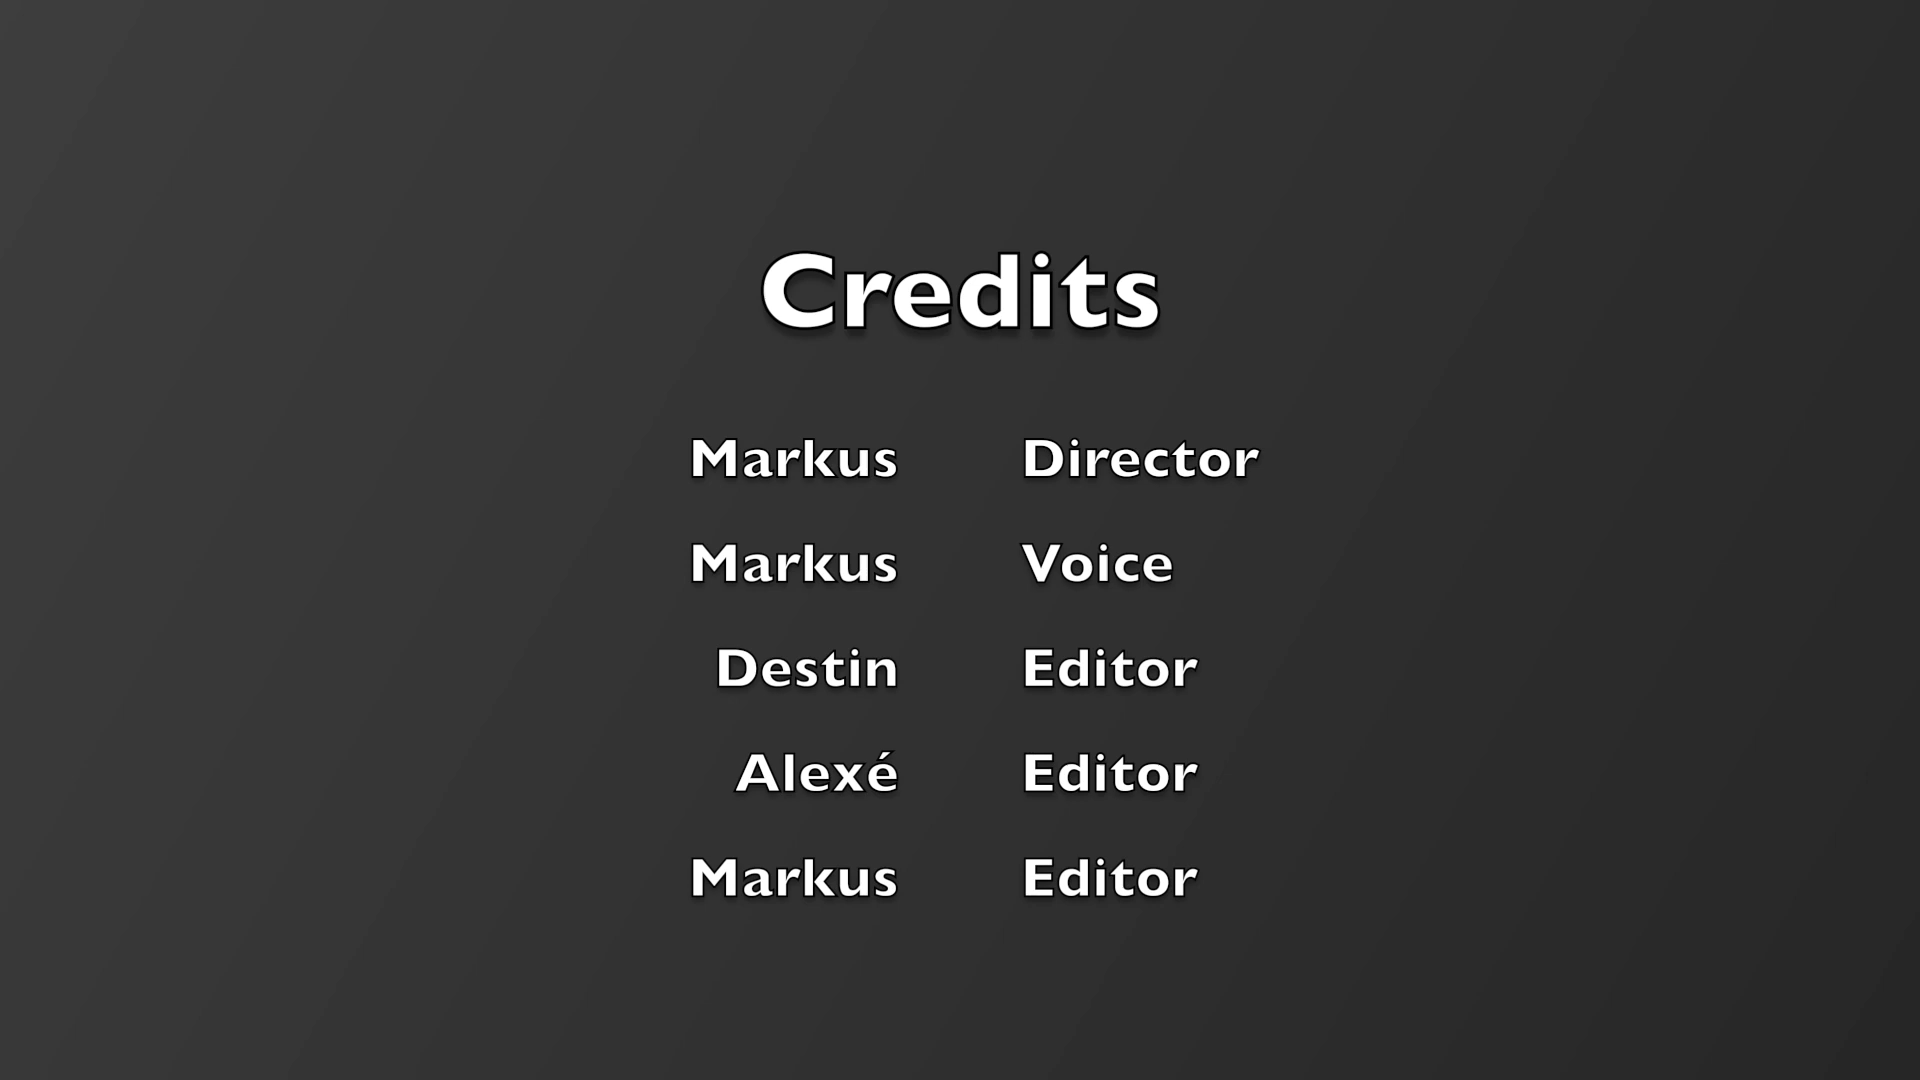 Credits
Markus Director
Markus Voice
Destin Editor
Alexé Editor
Markus Editor